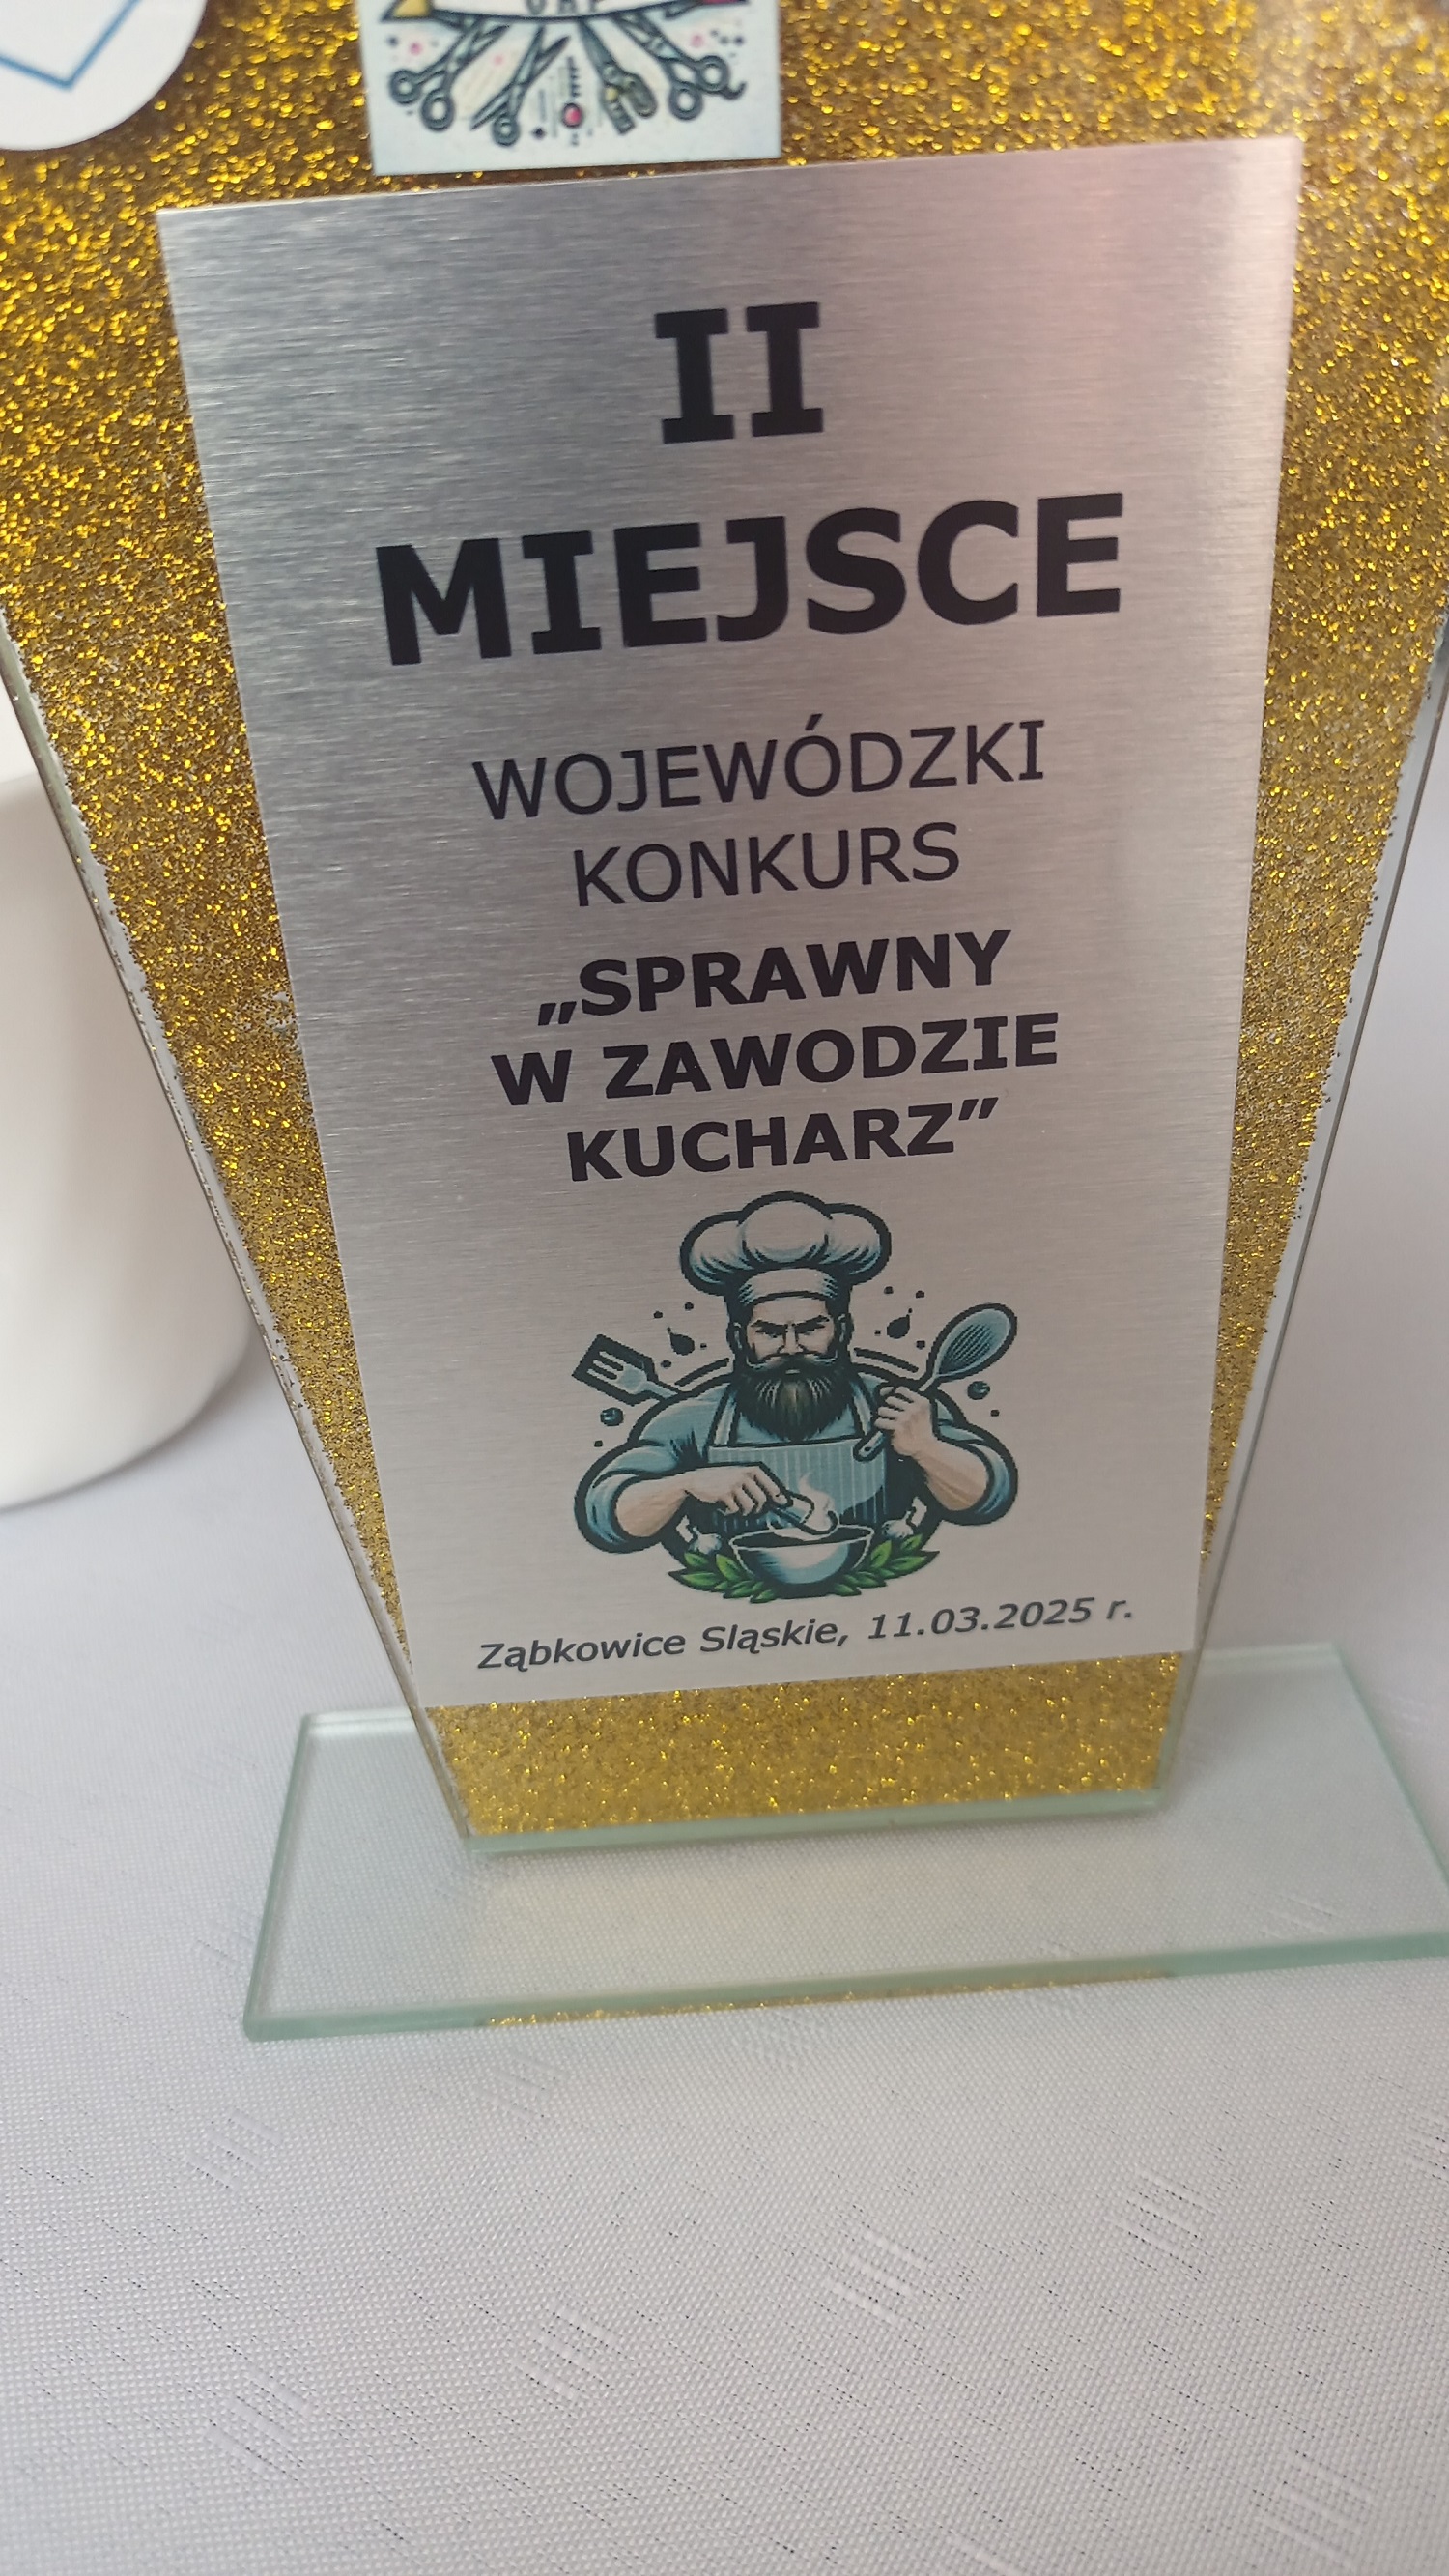 II
MIEJSCE
WOJEWÓDZKI
KONKURS
„SPRAWNY
W ZAWODZIE
KUCHARZ”
Ząbkowice Sląskie, 11.03.2025 r.